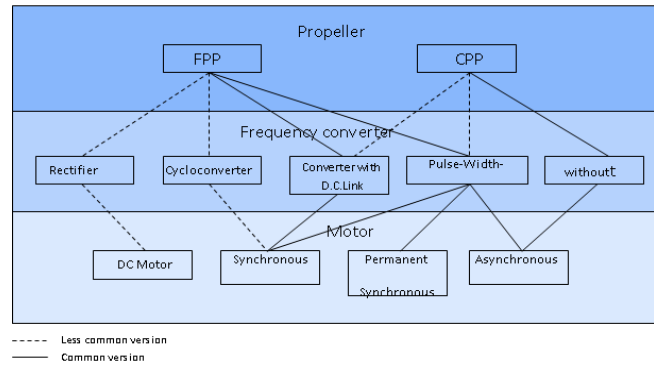 Propeller
FPP
CPP
Frequency converter
Rectifier
Cycloconverter
Converter with
D.C.Link
Pulse-Width-
without
Motor
DC Motor
Synchronous
Permanent
Synchronous
Asynchronous
Less common version
Common version